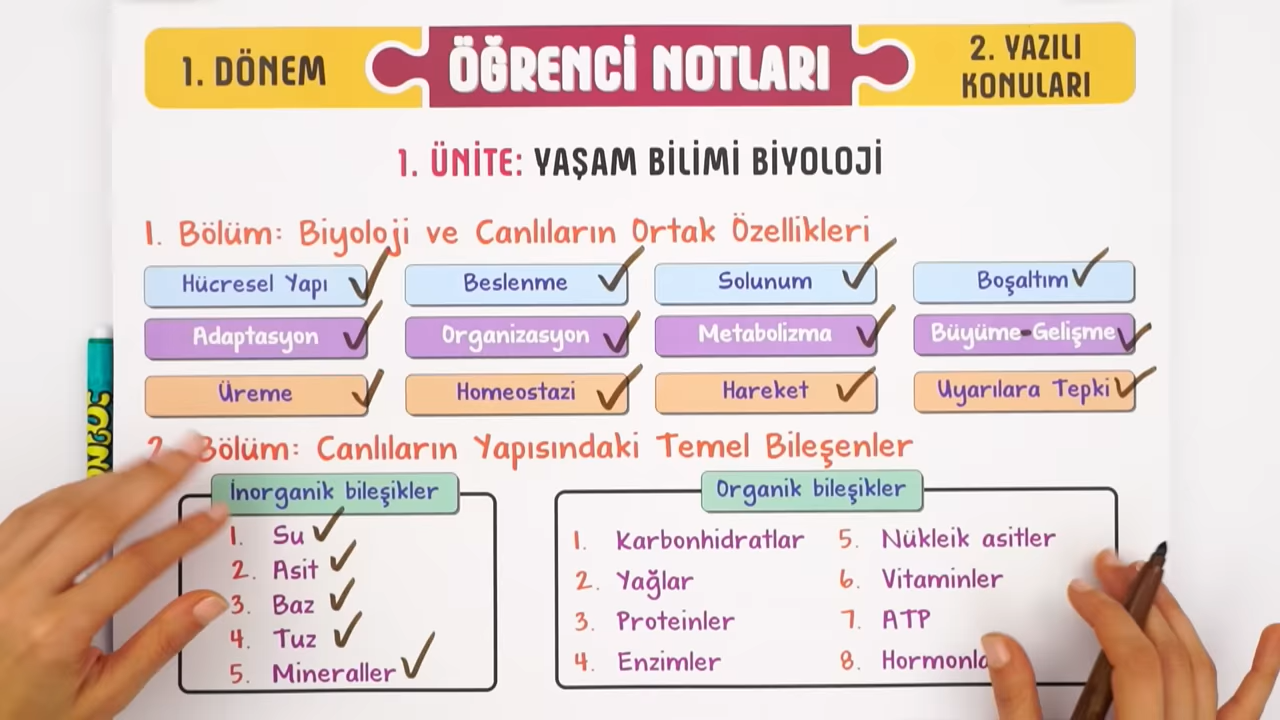 1. DÖNEM
ÖĞRENCİ NOTLARI
2. YAZILI
KONULARI
1. ÜNİTE: YAŞAM BİLİMİ BİYOLOJİ
1. Bölüm: Biyoloji ve Canlıların Ortak Özellikleri
Hücresel Yapı Beslenme Solunum Boşaltım
Adaptasyon Organizasyon Metabolizma Büyüme-Gelişme
Üreme Homeostazi Hareket Uyarılara Tepki
2. Bölüm: Canlıların Yapısındaki Temel Bileşenler
İnorganik bileşikler
1. Su
2. Asit
3. Baz
4. Tuz
5. Mineraller
Organik bileşikler
1. Karbonhidratlar
2. Yağlar
3. Proteinler
4. Enzimler
5. Nükleik asitler
6. Vitaminler
7. ATP
8.